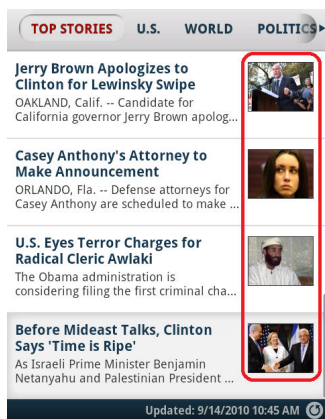 TOP STORIES U.S. WORLD POLITICS
Jerry Brown Apologizes to
Clinton for Lewinsky Swipe
OAKLAND, Calif. -- Candidate for
California governor Jerry Brown apolog...
Casey Anthony's Attorney to
Make Announcement
ORLANDO, Fla. -- Defense attorneys for
Casey Anthony are scheduled to make ...
U.S. Eyes Terror Charges for
Radical Cleric Awlaki
The Obama administration is
considering filing the first criminal cha...
Before Mideast Talks, Clinton
Says 'Time is Ripe'
As Israeli Prime Minister Benjamin
Netanyahu and Palestinian President ...
Updated: 9/14/2010 10:45 AM